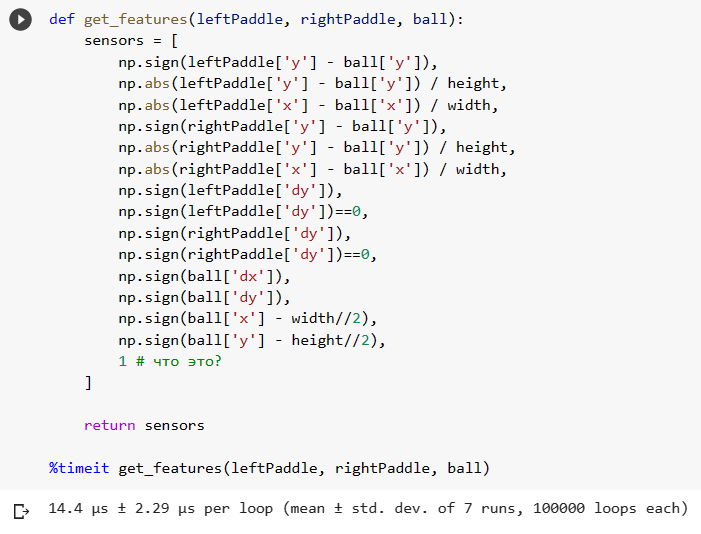 def get_features(leftPaddle, rightPaddle, ball):
    sensors = [
        np.sign(leftPaddle['y'] - ball['y']),
        np.abs(leftPaddle['y'] - ball['y']) / height,
        np.abs(leftPaddle['x'] - ball['x']) / width,
        np.sign(rightPaddle['y'] - ball['y']),
        np.abs(rightPaddle['y'] - ball['y']) / height,
        np.abs(rightPaddle['x'] - ball['x']) / width,
        np.sign(leftPaddle['dy']),
        np.sign(leftPaddle['dy'])==0,
        np.sign(rightPaddle['dy']),
        np.sign(rightPaddle['dy'])==0,
        np.sign(ball['dx']),
        np.sign(ball['dy']),
        np.sign(ball['x'] - width//2),
        np.sign(ball['y'] - height//2),
        1 # что это?
    ]
    return sensors
%timeit get_features(leftPaddle, rightPaddle, ball)
14.4 µs ± 2.29 µs per loop (mean ± std. dev. of 7 runs, 100000 loops each)